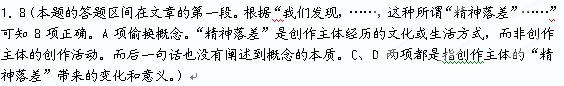 1. B(本题的答题区间在文章的第一段。根据“我们发现,……,这种所谓“精神落差”……”
可知 B 项正确。A 项偷换概念。“精神落差”是创作主体经历的文化或生活方式,而非创作
主体的创作活动。而后一句话也没有阐述到概念的本质。C、D 两项都是指创作主体的“精
神落差”带来的变化和意义。)